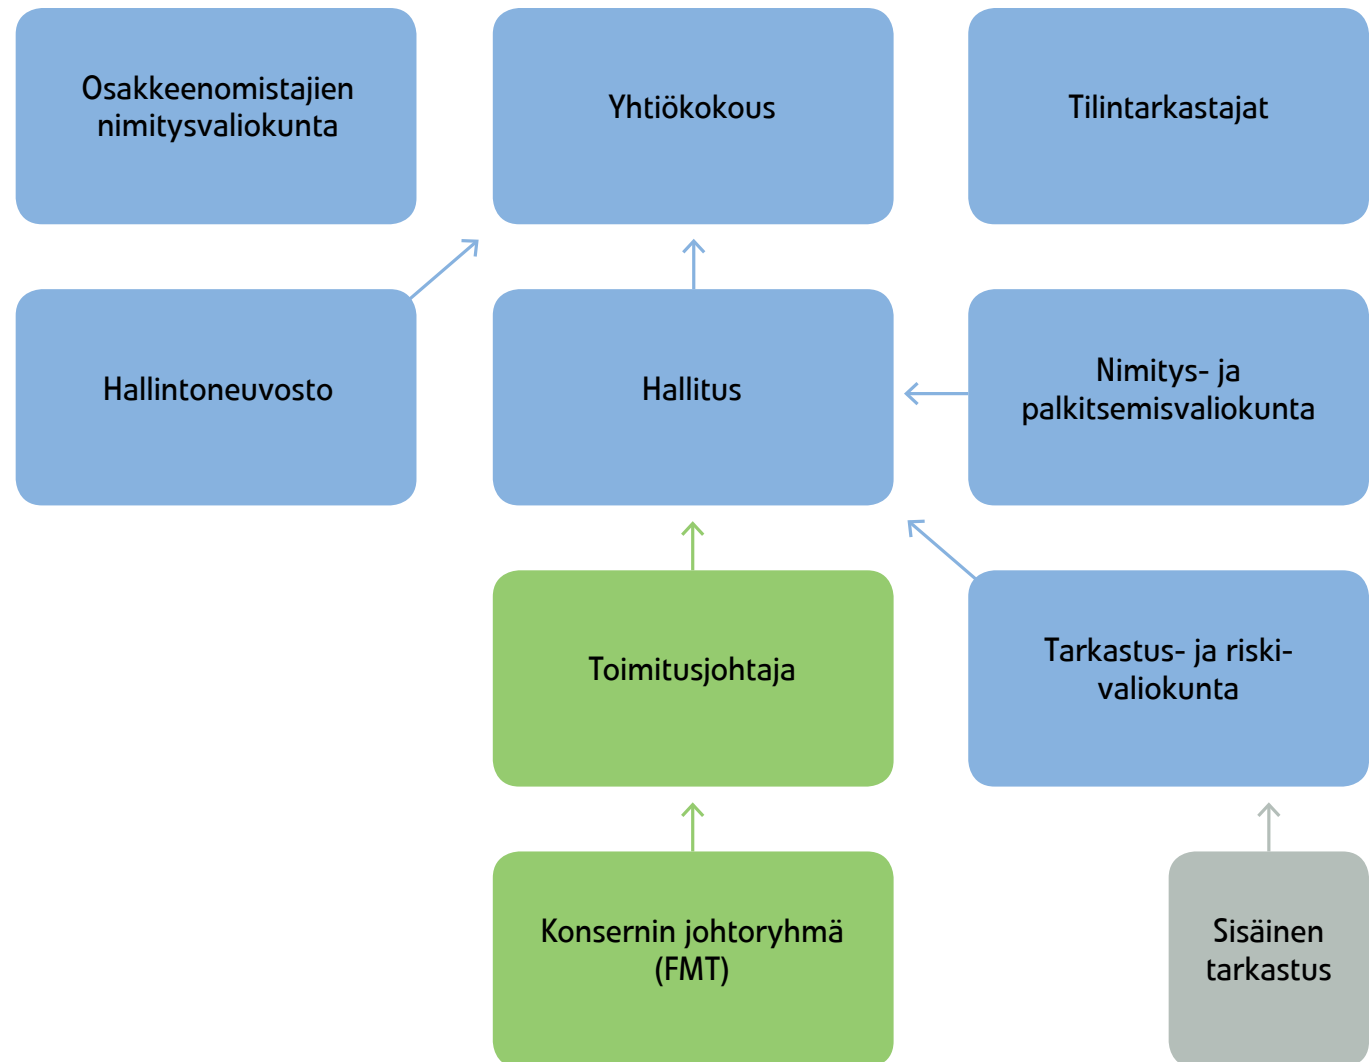 Osakkeenomistajien
nimitysvaliokunta
Yhtiökokous
Tilintarkastajat
Hallintoneuvosto
Hallitus
Nimitys- ja
palkitsemisvaliokunta
Toimitusjohtaja
Tarkastus- ja riski-
valiokunta
Konsernin johtoryhmä
(FMT)
Sisäinen
tarkastus